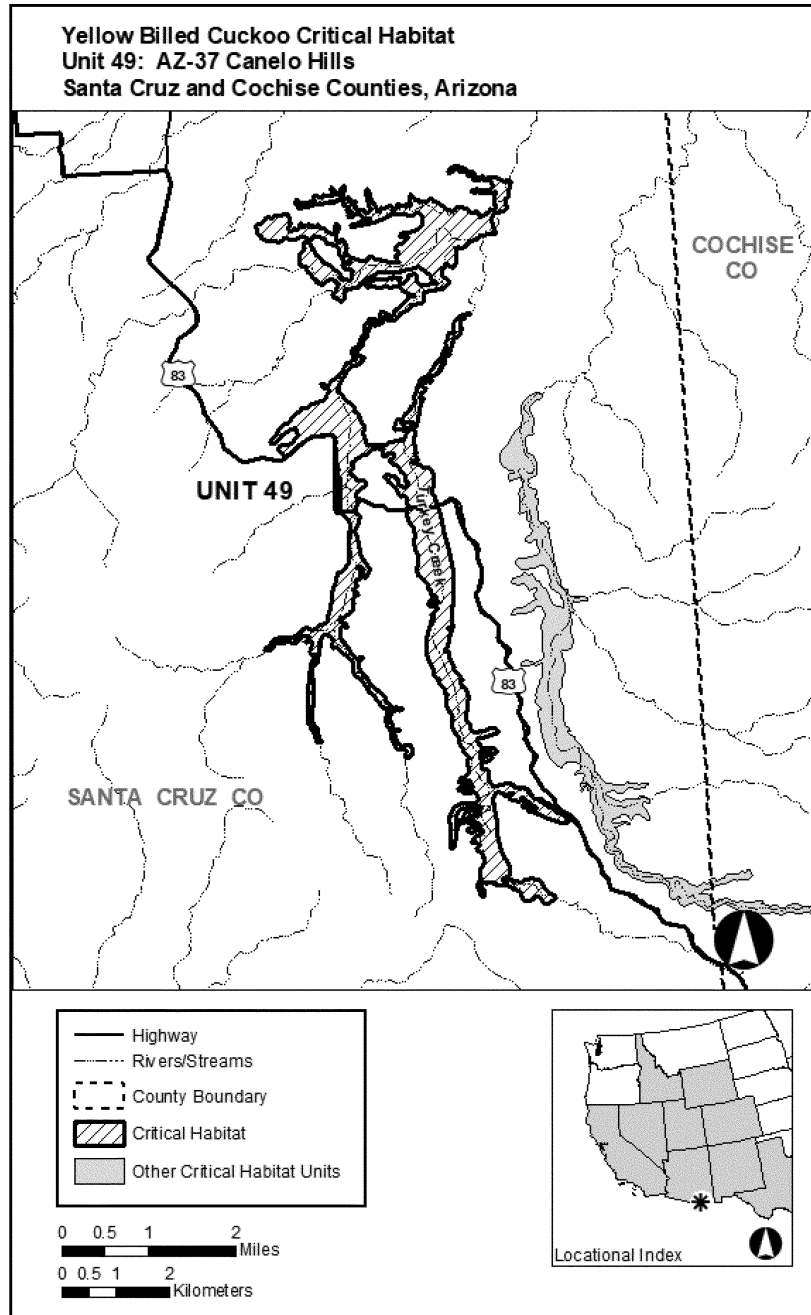 Yellow Billed Cuckoo Critical Habitat
Unit 49: AZ-37 Canelo Hills
Santa Cruz and Cochise Counties, Arizona
COCHISE
CO
83
UNIT 49
Turkey Creek
83
SANTA CRUZ CO
Highway
Rivers/Streams
County Boundary
Critical Habitat
Other Critical Habitat Units
0 0.5 1 2
Miles
0 0.5 1 2
Kilometers
Locational Index